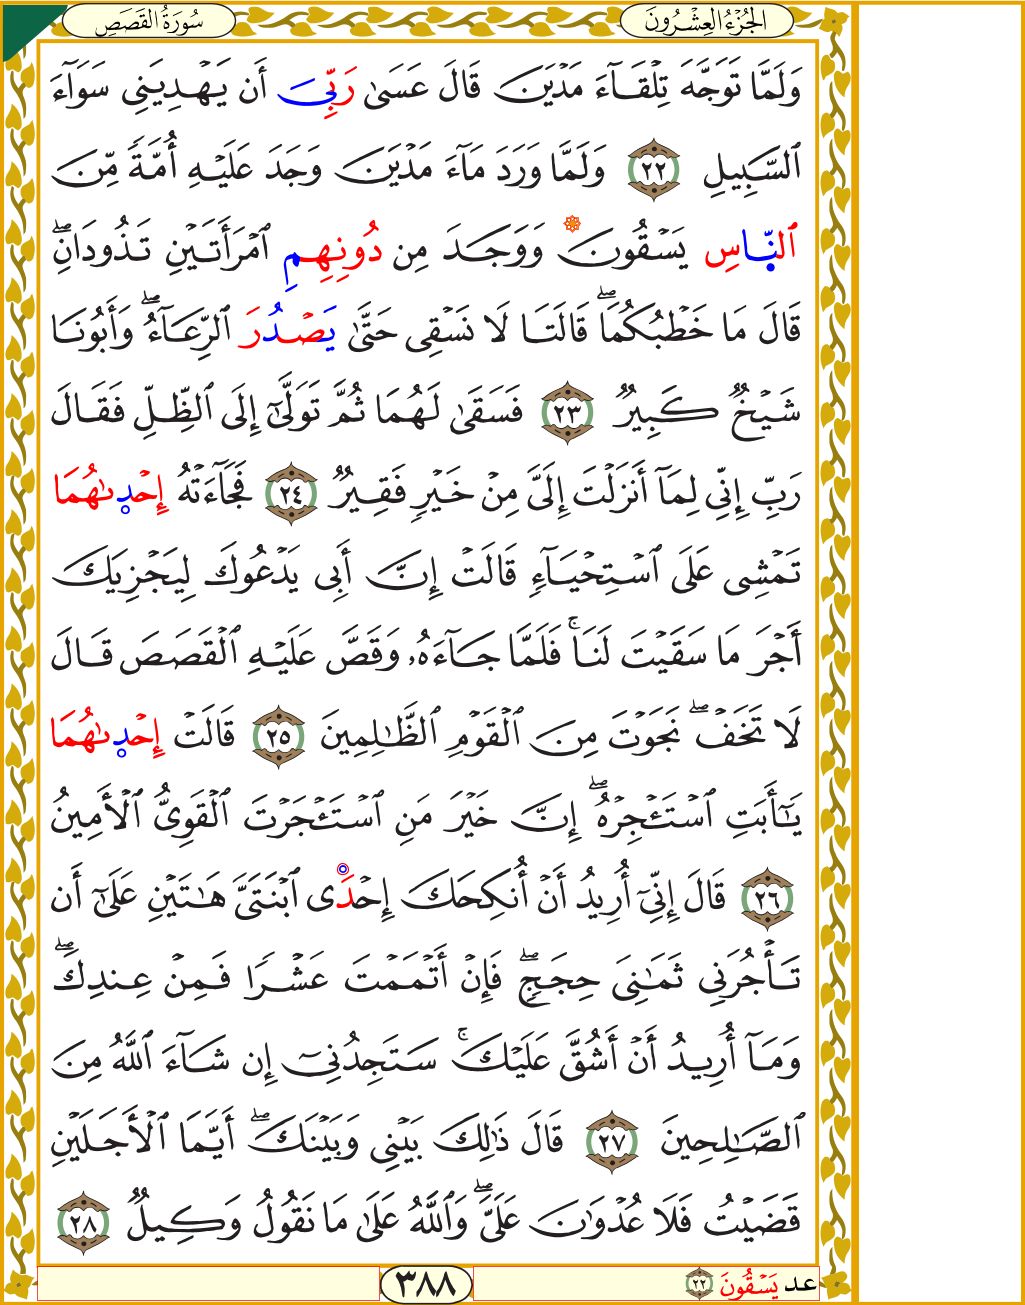 الجُزْءُ العِشْرُونَ
سُورَةُ القَصَصِ
وَلَمَّا تَوَجَّهَ تِلْقَآءَ مَدْيَنَ قَالَ عَسَىٰ رَبِّىَ أَن يَهْدِيَنِى سَوَآءَ
ٱلسَّبِيلِ ٢٢ وَلَمَّا وَرَدَ مَآءَ مَدْيَنَ وَجَدَ عَلَيْهِ أُمَّةً مِّنَ
ٱلنَّاسِ يَسْقُونَ وَوَجَدَ مِن دُونِهِمِ ٱمْرَأَتَيْنِ تَذُودَانِۖ
قَالَ مَا خَطْبُكُمَاۖ قَالَتَا لَا نَسْقِى حَتَّىٰ يَصْدُرَ ٱلرِّعَآءُۖ وَأَبُونَا
شَيْخٌ كَبِيرٌ ٢٣ فَسَقَىٰ لَهُمَا ثُمَّ تَوَلَّىٰٓ إِلَى ٱلظِّلِّ فَقَالَ
رَبِّ إِنِّى لِمَآ أَنزَلْتَ إِلَىَّ مِنْ خَيْرٍ فَقِيرٌ ٢٤ فَجَآءَتْهُ إِحْدىٰهُمَا
تَمْشِى عَلَى ٱسْتِحْيَآءٍ قَالَتْ إِنَّ أَبِى يَدْعُوكَ لِيَجْزِيَكَ
أَجْرَ مَا سَقَيْتَ لَنَاۚ فَلَمَّا جَآءَهُۥ وَقَصَّ عَلَيْهِ ٱلْقَصَصَ قَالَ
لَا تَخَفْۖ نَجَوْتَ مِنَ ٱلْقَوْمِ ٱلظَّٰلِمِينَ ٢٥ قَالَتْ إِحْدىٰهُمَا
يَٰٓأَبَتِ ٱسْتَـْٔجِرْهُۖ إِنَّ خَيْرَ مَنِ ٱسْتَـْٔجَرْتَ ٱلْقَوِىُّ ٱلْأَمِينُ
٢٦ قَالَ إِنِّىٓ أُرِيدُ أَنْ أُنكِحَكَ إِحْدَى ٱبْنَتَىَّ هَٰتَيْنِ عَلَىٰٓ أَن
تَأْجُرَنِى ثَمَٰنِىَ حِجَجٍۖ فَإِنْ أَتْمَمْتَ عَشْرًا فَمِنْ عِندِكَۖ
وَمَآ أُرِيدُ أَنْ أَشُقَّ عَلَيْكَۚ سَتَجِدُنِىٓ إِن شَآءَ ٱللَّهُ مِنَ
ٱلصَّٰلِحِينَ ٢٧ قَالَ ذَٰلِكَ بَيْنِى وَبَيْنَكَۖ أَيَّمَا ٱلْأَجَلَيْنِ
قَضَيْتُ فَلَا عُدْوَٰنَ عَلَىَّۖ وَٱللَّهُ عَلَىٰ مَا نَقُولُ وَكِيلٌ ٢٨
عد يَسْقُونَ ٢٢
٣٨٨